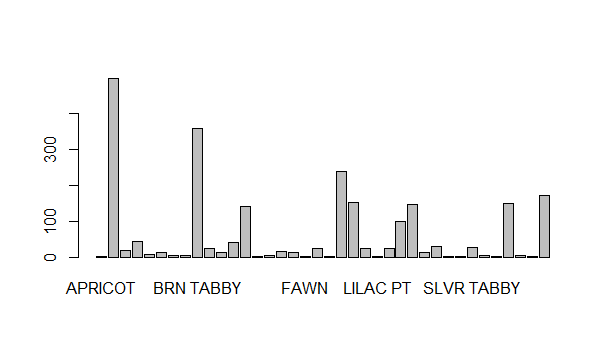 300
100
0
APRICOT BRN TABBY FAWN LILAC PT SLVR TABBY